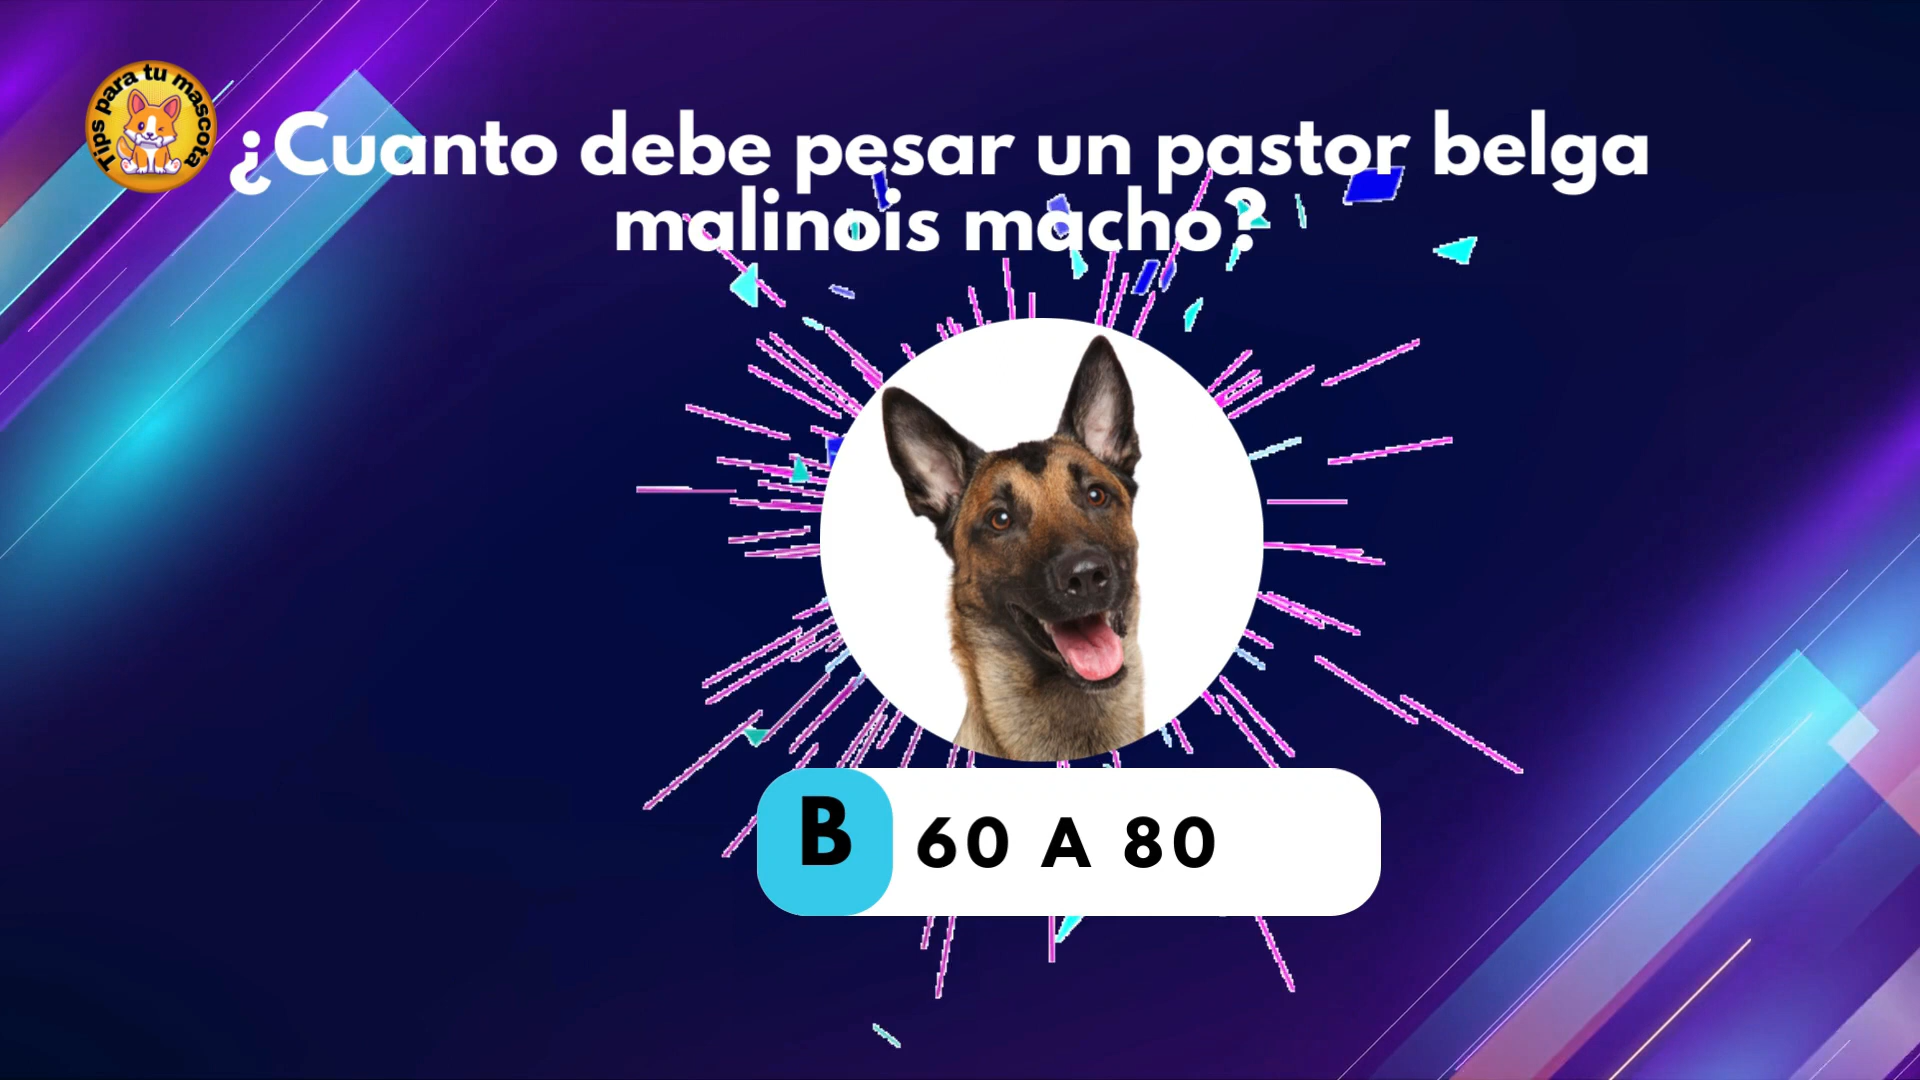 Tips para tu mascota
¿Cuanto debe pesar un pastor belga
malinois macho?
B 60 A 80